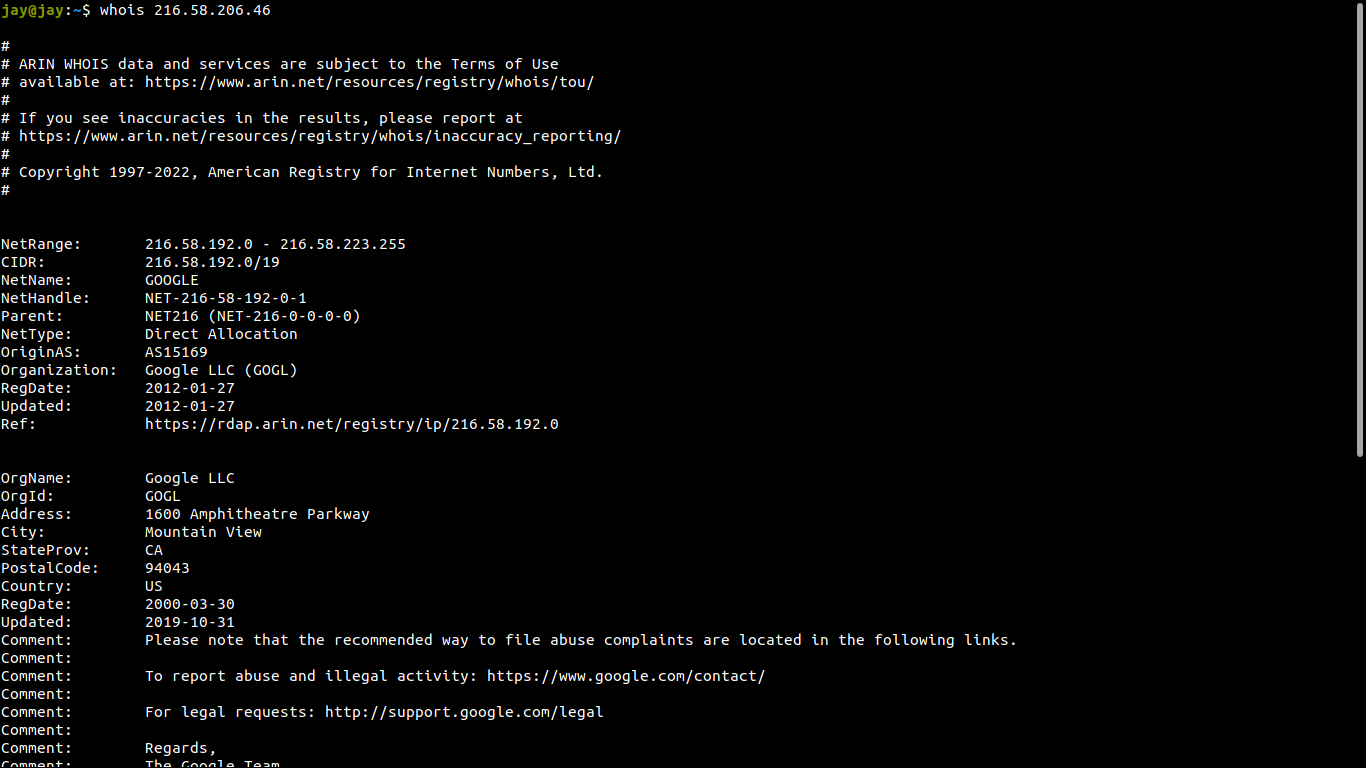 jay@jay:~$ whois 216.58.206.46
#
# ARIN WHOIS data and services are subject to the Terms of Use
# available at: https://www.arin.net/resources/registry/whois/tou/
#
# If you see inaccuracies in the results, please report at
# https://www.arin.net/resources/registry/whois/inaccuracy_reporting/
#
# Copyright 1997-2022, American Registry for Internet Numbers, Ltd.
#
NetRange:       216.58.192.0 - 216.58.223.255
CIDR:           216.58.192.0/19
NetName:        GOOGLE
NetHandle:      NET-216-58-192-0-1
Parent:         NET216 (NET-216-0-0-0-0)
NetType:        Direct Allocation
OriginAS:       AS15169
Organization:   Google LLC (GOGL)
RegDate:        2012-01-27
Updated:        2012-01-27
Ref:            https://rdap.arin.net/registry/ip/216.58.192.0
OrgName:        Google LLC
OrgId:          GOGL
Address:        1600 Amphitheatre Parkway
City:           Mountain View
StateProv:      CA
PostalCode:     94043
Country:        US
RegDate:        2000-03-30
Updated:        2019-10-31
Comment:        Please note that the recommended way to file abuse complaints are located in the following links.
Comment:
Comment:        To report abuse and illegal activity: https://www.google.com/contact/
Comment:
Comment:        For legal requests: http://support.google.com/legal
Comment:
Comment:        Regards,
Comment:        The Google Team